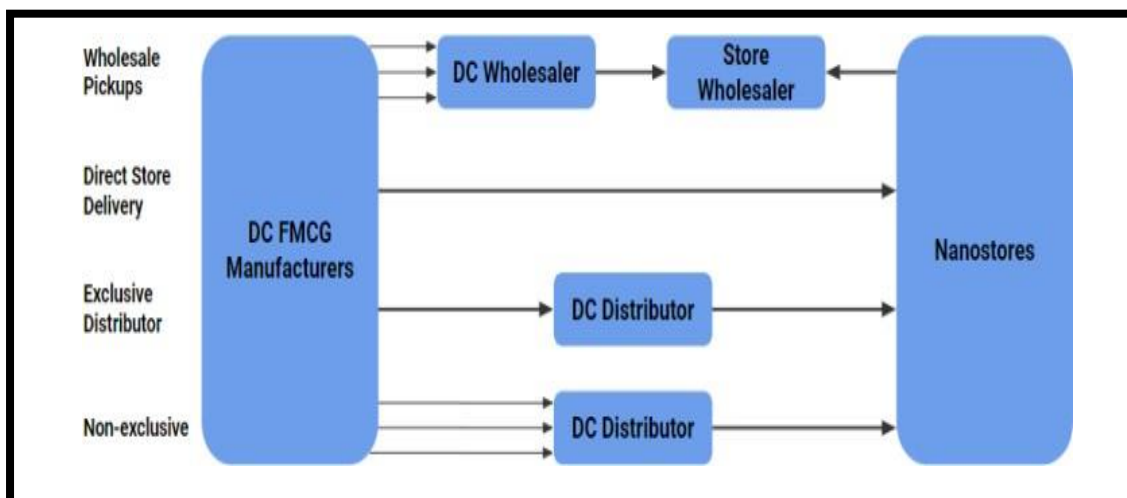 Wholesale
Pickups
DC Wholesaler
Store
Wholesaler
Direct Store
Delivery
DC FMCG
Manufacturers
Nanostores
Exclusive
Distributor
DC Distributor
Non-exclusive
DC Distributor